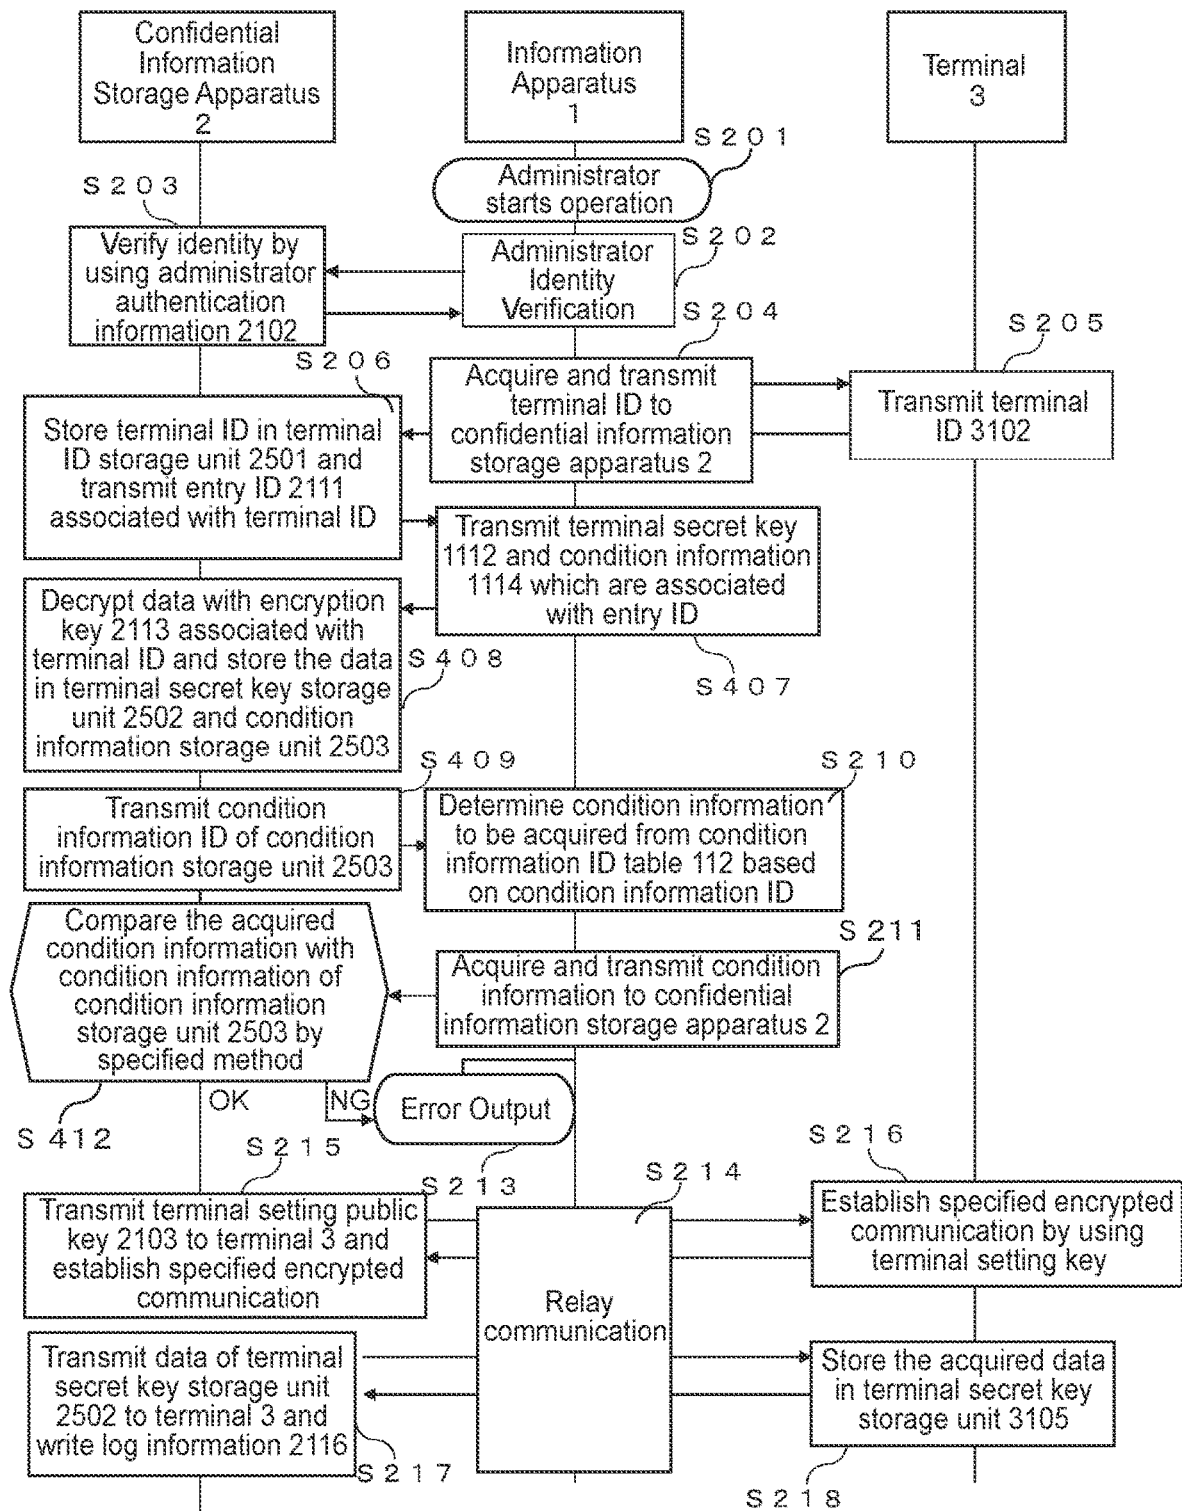 Confidential
Information
Storage Apparatus
2
Information
Apparatus
1
Terminal
3
S201
Administrator
starts operation
S203
S202
Verify identity by
using administrator
authentication
information 2102
Administrator
Identity
Verification
S204
S205
S206
Acquire and transmit
terminal ID to
confidential information
storage apparatus 2
Transmit terminal
ID 3102
Store terminal ID in terminal
ID storage unit 2501 and
transmit entry ID 2111
associated with terminal ID
Transmit terminal secret key
1112 and condition information
1114 which are associated
with entry ID
S407
Decrypt data with encryption
key 2113 associated with
terminal ID and store the data
in terminal secret key storage
unit 2502 and condition
information storage unit 2503
S408
S409
S210
Transmit condition
information ID of condition
information storage unit 2503
Determine condition information
to be acquired from condition
information ID table 112 based
on condition information ID
Compare the acquired
condition information with
condition information of
condition information
storage unit 2503 by
specified method
S211
Acquire and transmit condition
information to confidential
information storage apparatus 2
OK
NG
Error Output
S412
S215
S213
S214
S216
Transmit terminal setting public
key 2103 to terminal 3 and
establish specified encrypted
communication
Relay
communication
Establish specified encrypted
communication by using
terminal setting key
Transmit data of terminal
secret key storage unit
2502 to terminal 3 and
write log information 2116
Store the acquired data
in terminal secret key
storage unit 3105
S217
S218